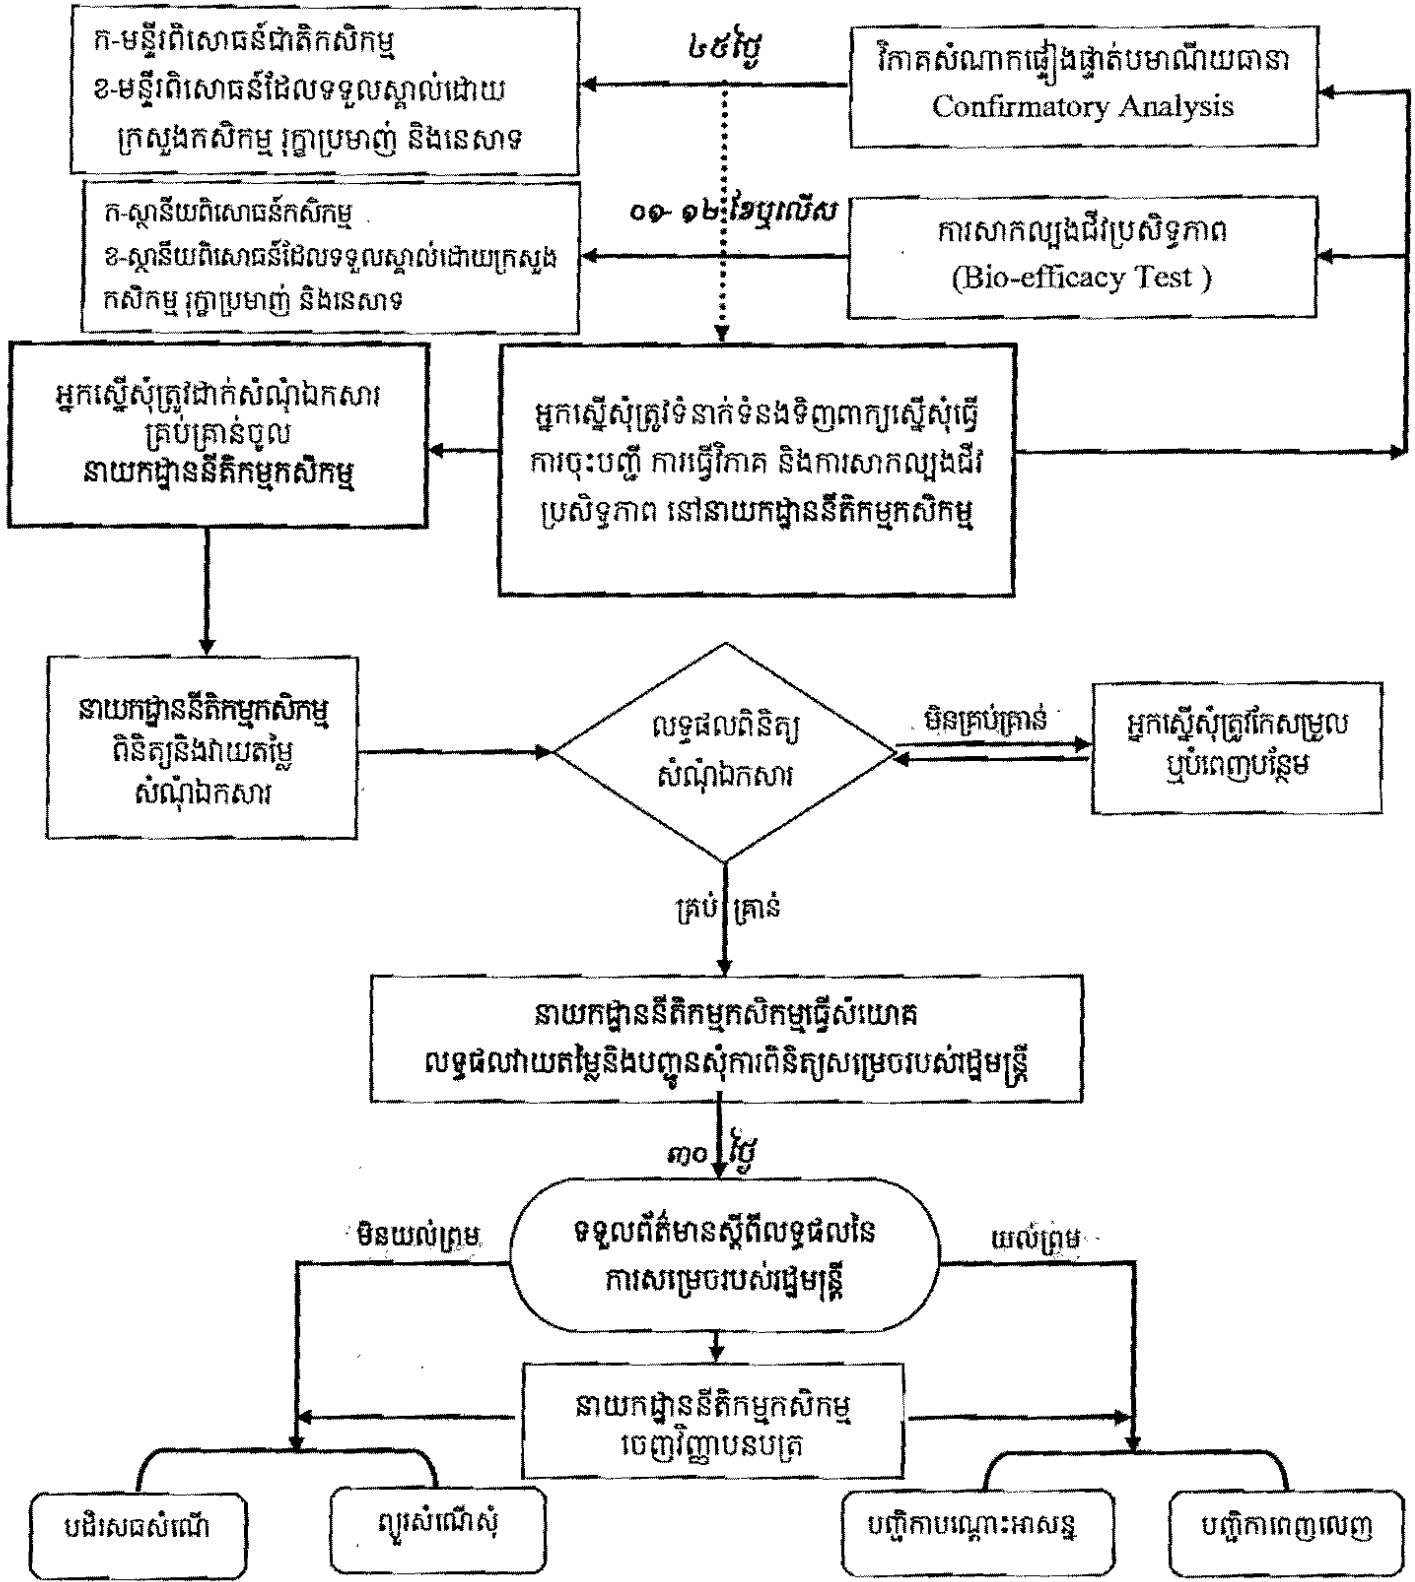 ក-មន្ទីរពិសោធន៍ជាតិកសិកម្ម
ខ-មន្ទីរពិសោធន៍ដែលទទួលស្គាល់ដោយ
ក្រសួងកសិកម្ម រុក្ខាប្រមាញ់ និងនេសាទ
៤៥ថ្ងៃ
វិភាគសំណាកផ្ទៀងផ្ទាត់បមាណីយធានា
Confirmatory Analysis
ក-ស្ថានីយពិសោធន៍កសិកម្ម
ខ-ស្ថានីយពិសោធន៍ដែលទទួលស្គាល់ដោយក្រសួង
កសិកម្ម រុក្ខាប្រមាញ់ និងនេសាទ
០១- ១២ ខែឬលើស
ការសាកល្បងជីវប្រសិទ្ធភាព
(Bio-efficacy Test )
អ្នកស្នើសុំត្រូវដាក់សំណុំឯកសារ
គ្រប់គ្រាន់ចូល
នាយកដ្ឋាននីតិកម្មកសិកម្ម
អ្នកស្នើសុំត្រូវទំនាក់ទំនងទិញពាក្យស្នើសុំធ្វើ
ការចុះបញ្ជី ការធ្វើវិភាគ និងការសាកល្បងជីវ
ប្រសិទ្ធភាព នៅនាយកដ្ឋាននីតិកម្មកសិកម្ម
នាយកដ្ឋាននីតិកម្មកសិកម្ម
ពិនិត្យនិងវាយតម្លៃ
សំណុំឯកសារ
លទ្ធផលពិនិត្យ
សំណុំឯកសារ
មិនគ្រប់គ្រាន់
អ្នកស្នើសុំត្រូវកែសម្រួល
ឬបំពេញបន្ថែម
គ្រប់ គ្រាន់
នាយកដ្ឋាននីតិកម្មកសិកម្មធ្វើសំយោគ
លទ្ធផលវាយតម្លៃនិងបញ្ជូនសុំការពិនិត្យសម្រេចរបស់រដ្ឋមន្ត្រី
៣០ ថ្ងៃ
មិនយល់ព្រម
ទទួលព័ត៌មានស្តីពីលទ្ធផលនៃ
ការសម្រេចរបស់រដ្ឋមន្ត្រី
យល់ព្រម
នាយកដ្ឋាននីតិកម្មកសិកម្ម
ចេញវិញ្ញាបនបត្រ
បដិសេធសំណើ
ព្យួរសំណើសុំ
បញ្ជិកាបណ្តោះអាសន្ន
បញ្ជិកាពេញលេញ